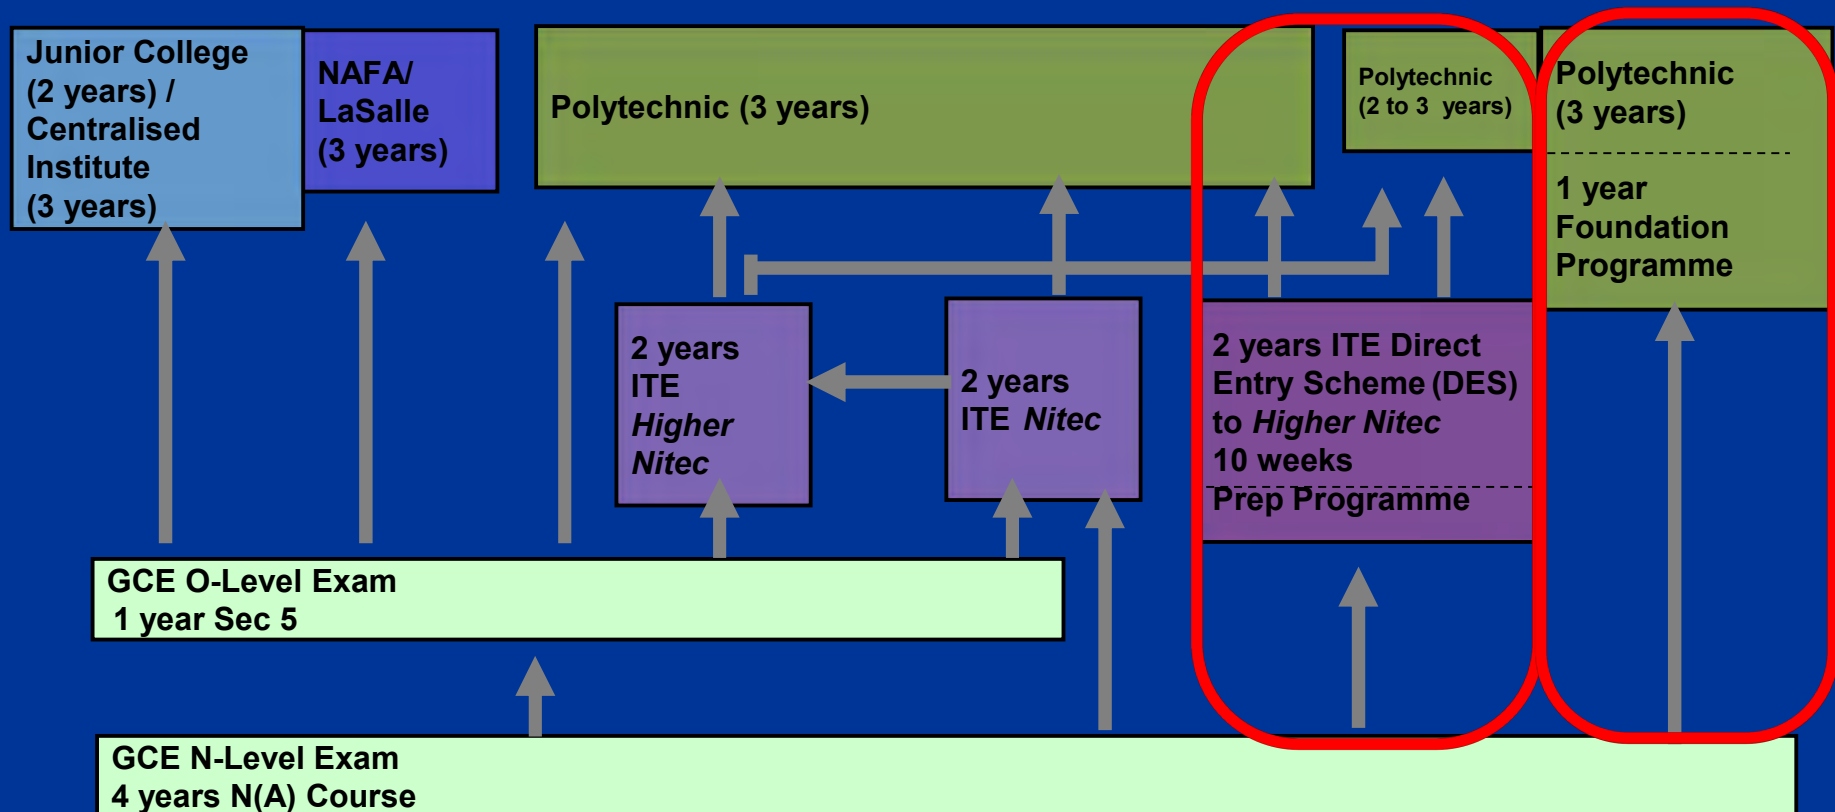 Junior College
(2 years) /
Centralised
Institute
(3 years)
NAFA/
LaSalle
(3 years)
Polytechnic (3 years)
Polytechnic
(2 to 3 years)
Polytechnic
(3 years)
1 year
Foundation
Programme
2 years
ITE
Higher
Nitec
2 years
ITE Nitec
2 years ITE Direct
Entry Scheme (DES)
to Higher Nitec
10 weeks
Prep Programme
GCE O-Level Exam
1 year Sec 5
GCE N-Level Exam
4 years N(A) Course